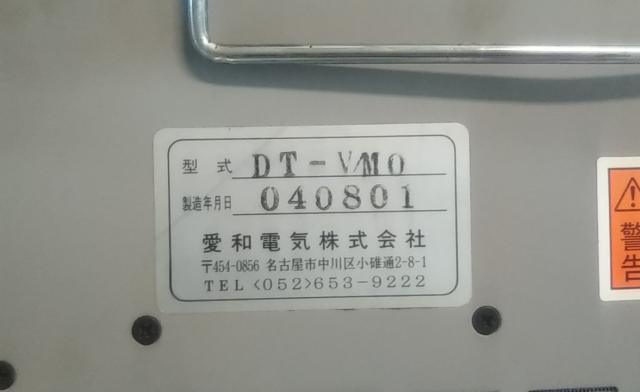 型式 DT-VM0
製造年月日 040801
愛和電気株式会社
〒454-0856 名古屋市中川区小碓通2-8-1
TEL <052>653-9222
警告